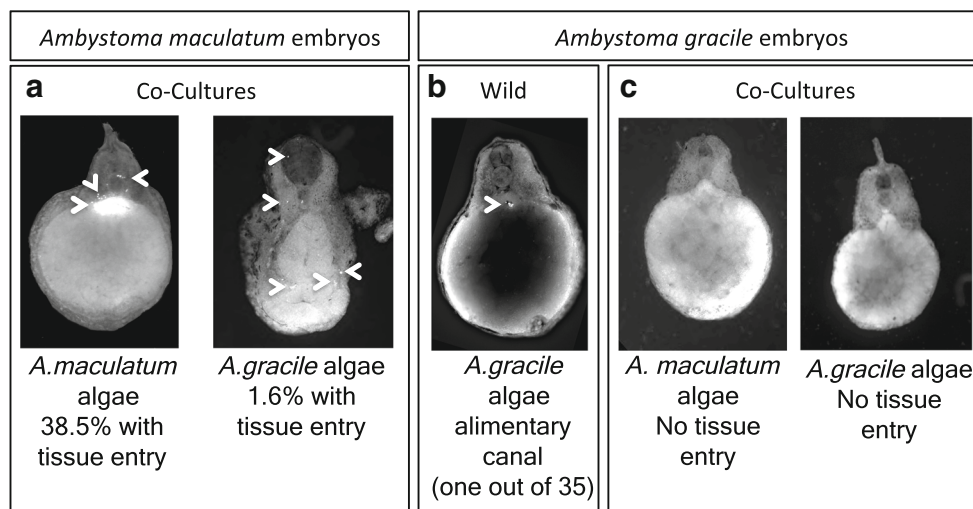 Ambystoma maculatum embryos
Ambystoma gracile embryos
a
Co-Cultures
A.maculatum
algae
38.5% with
tissue entry
A.gracile algae
1.6% with
tissue entry
b
Wild
A.gracile
algae
alimentary
canal
(one out of 35)
c
Co-Cultures
A. maculatum
algae
No tissue
entry
A.gracile algae
No tissue
entry